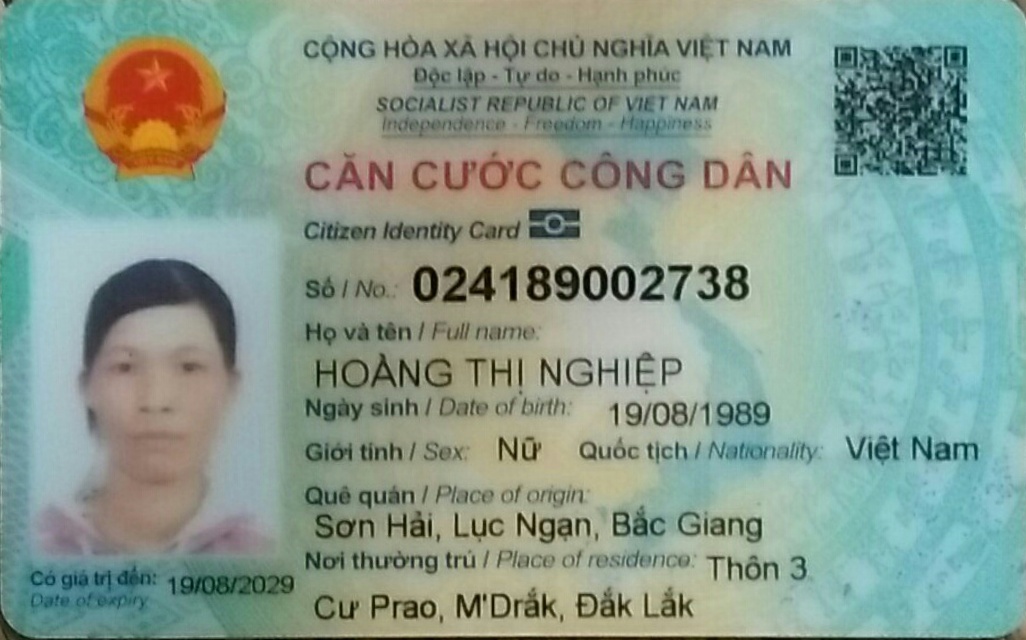 CỘNG HÒA XÃ HỘI CHỦ NGHĨA VIỆT NAM
Độc lập - Tự do - Hạnh phúc
SOCIALIST REPUBLIC OF VIET NAM
Independence - Freedom - Happiness
CĂN CƯỚC CÔNG DÂN
Citizen Identity Card
Số / No.: 024189002738
Họ và tên / Full name:
HOÀNG THỊ NGHIỆP
Ngày sinh / Date of birth: 19/08/1989
Giới tính / Sex: Nữ Quốc tịch / Nationality: Việt Nam
Quê quán / Place of origin:
Sơn Hải, Lục Ngạn, Bắc Giang
Nơi thường trú / Place of residence: Thôn 3
Cư Prao, M'Drắk, Đắk Lắk
Có giá trị đến: 19/08/2029
Date of expiry